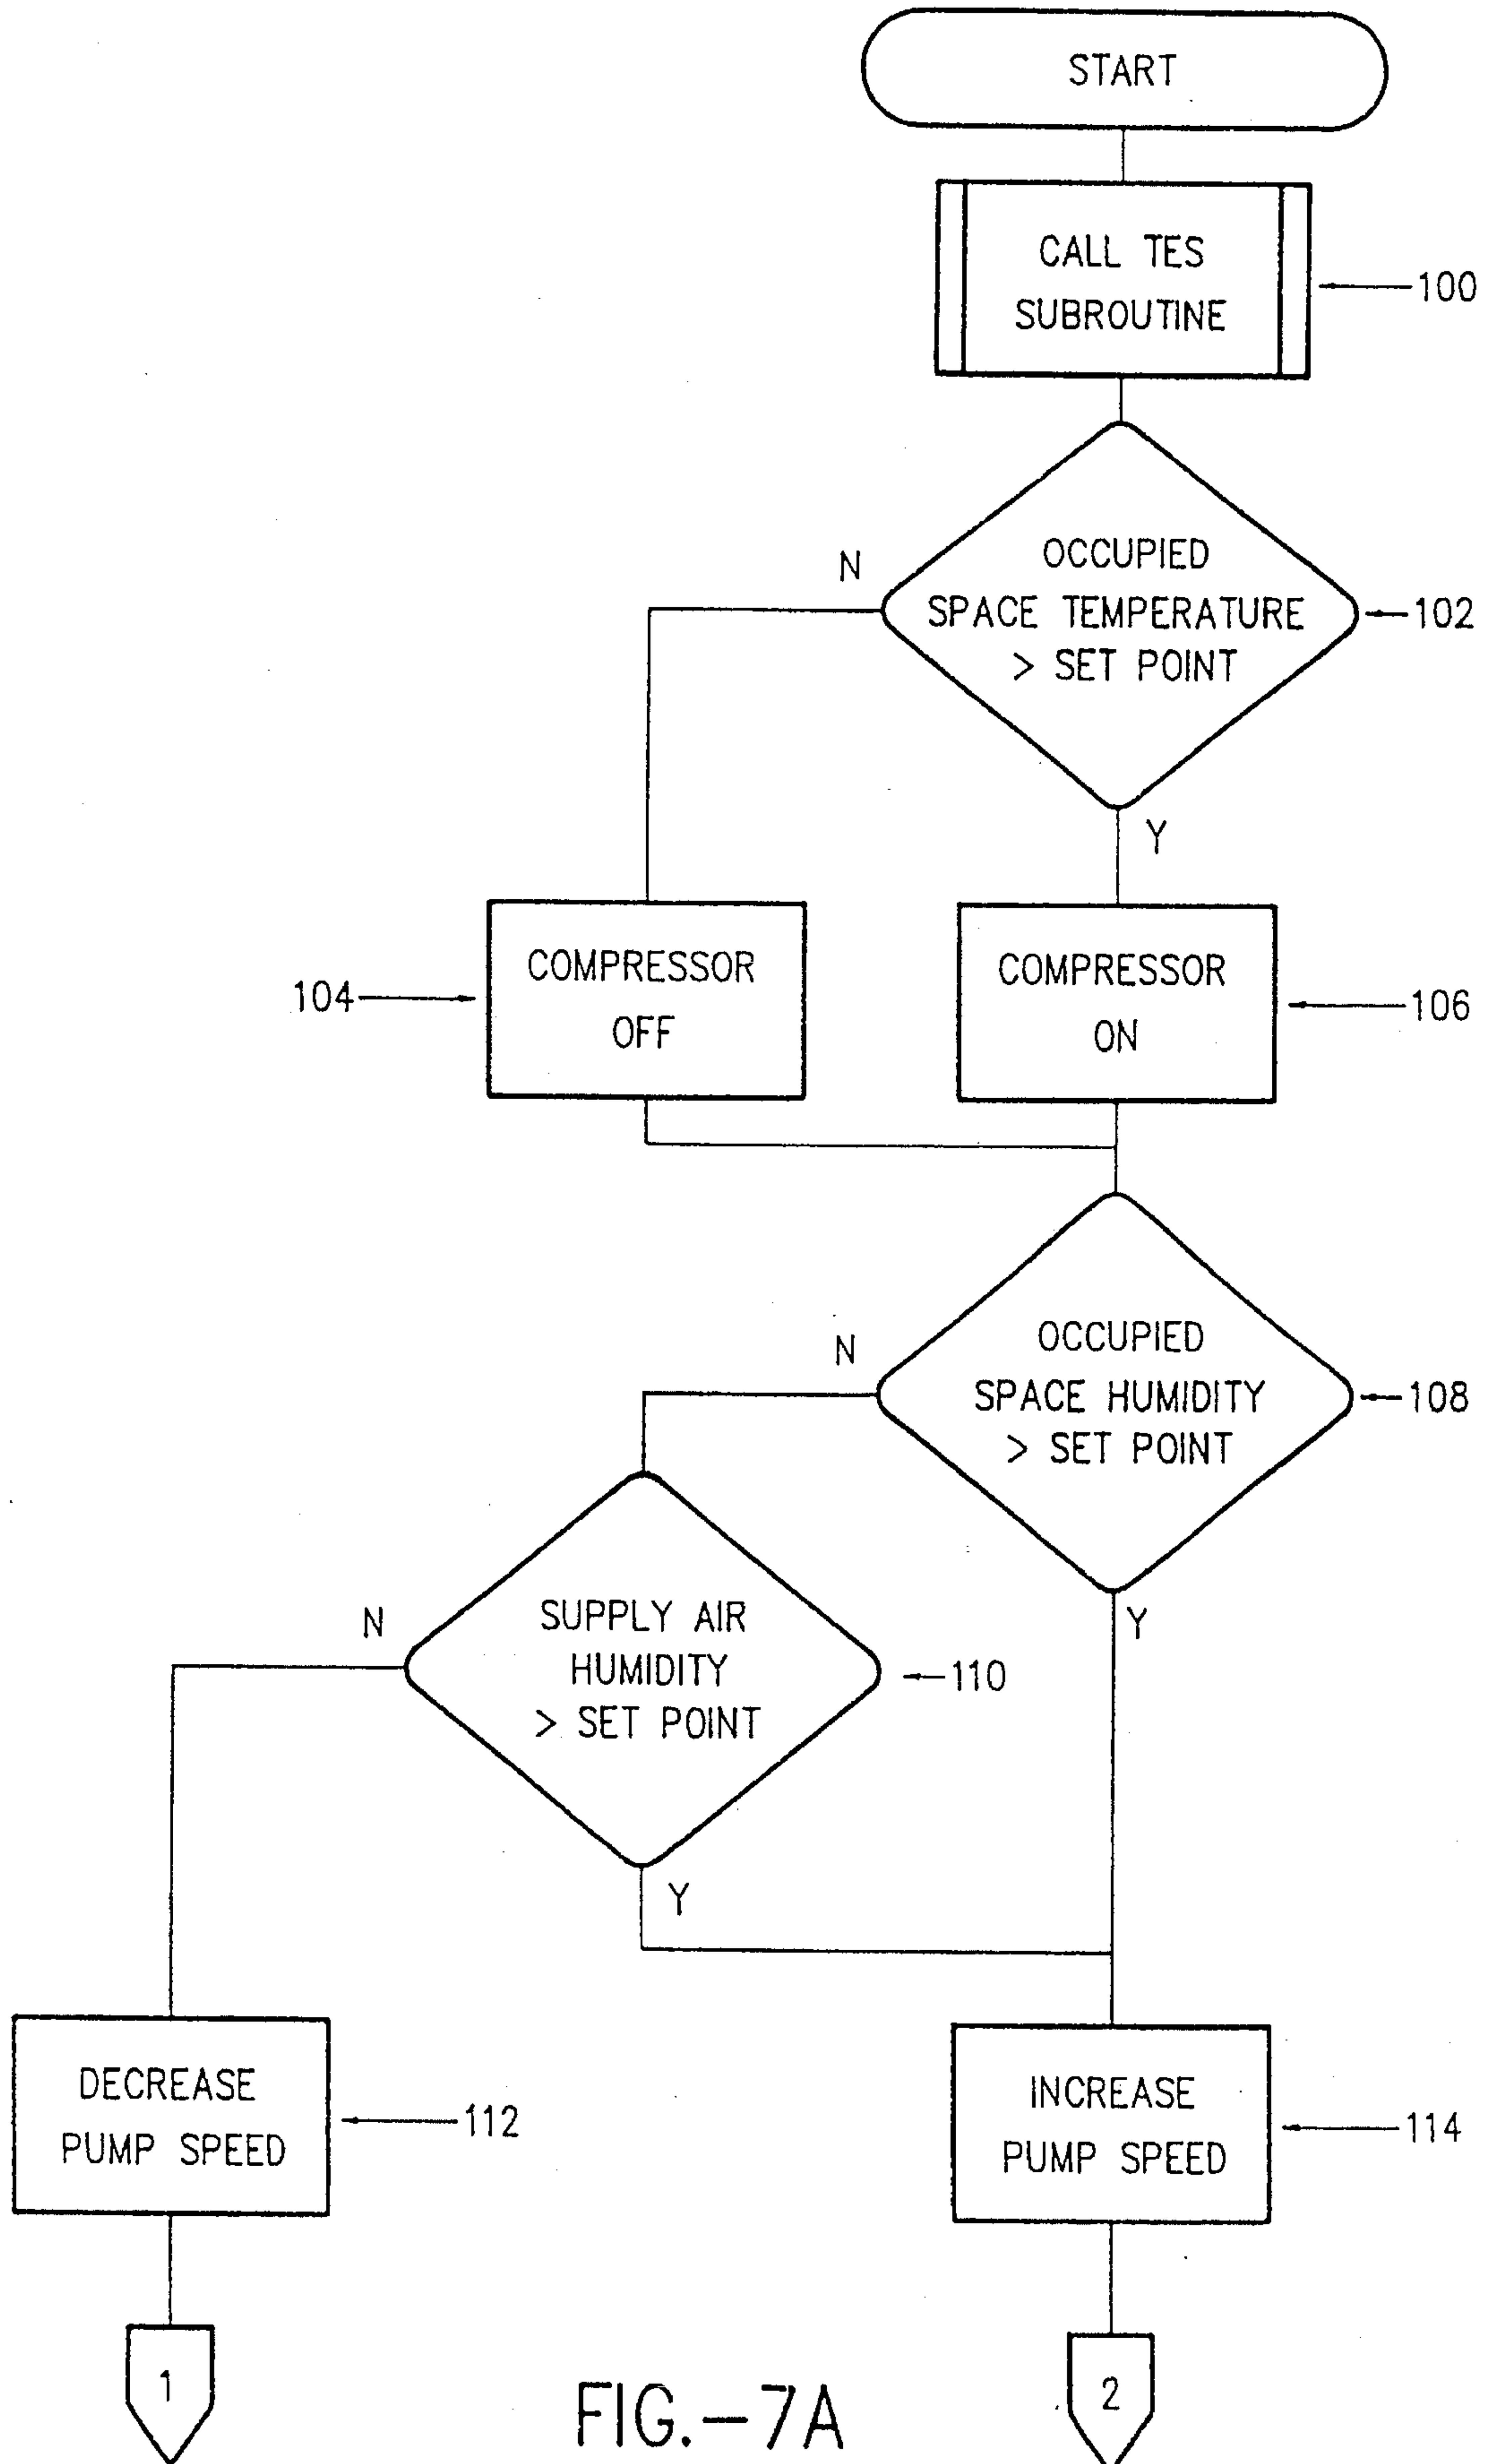 START
CALL TES
SUBROUTINE
100
OCCUPIED
SPACE TEMPERATURE
> SET POINT
102
N
Y
COMPRESSOR
OFF
104
COMPRESSOR
ON
106
OCCUPIED
SPACE HUMIDITY
> SET POINT
108
N
Y
SUPPLY AIR
HUMIDITY
> SET POINT
110
N
Y
DECREASE
PUMP SPEED
112
INCREASE
PUMP SPEED
114
1
2
FIG.-7A